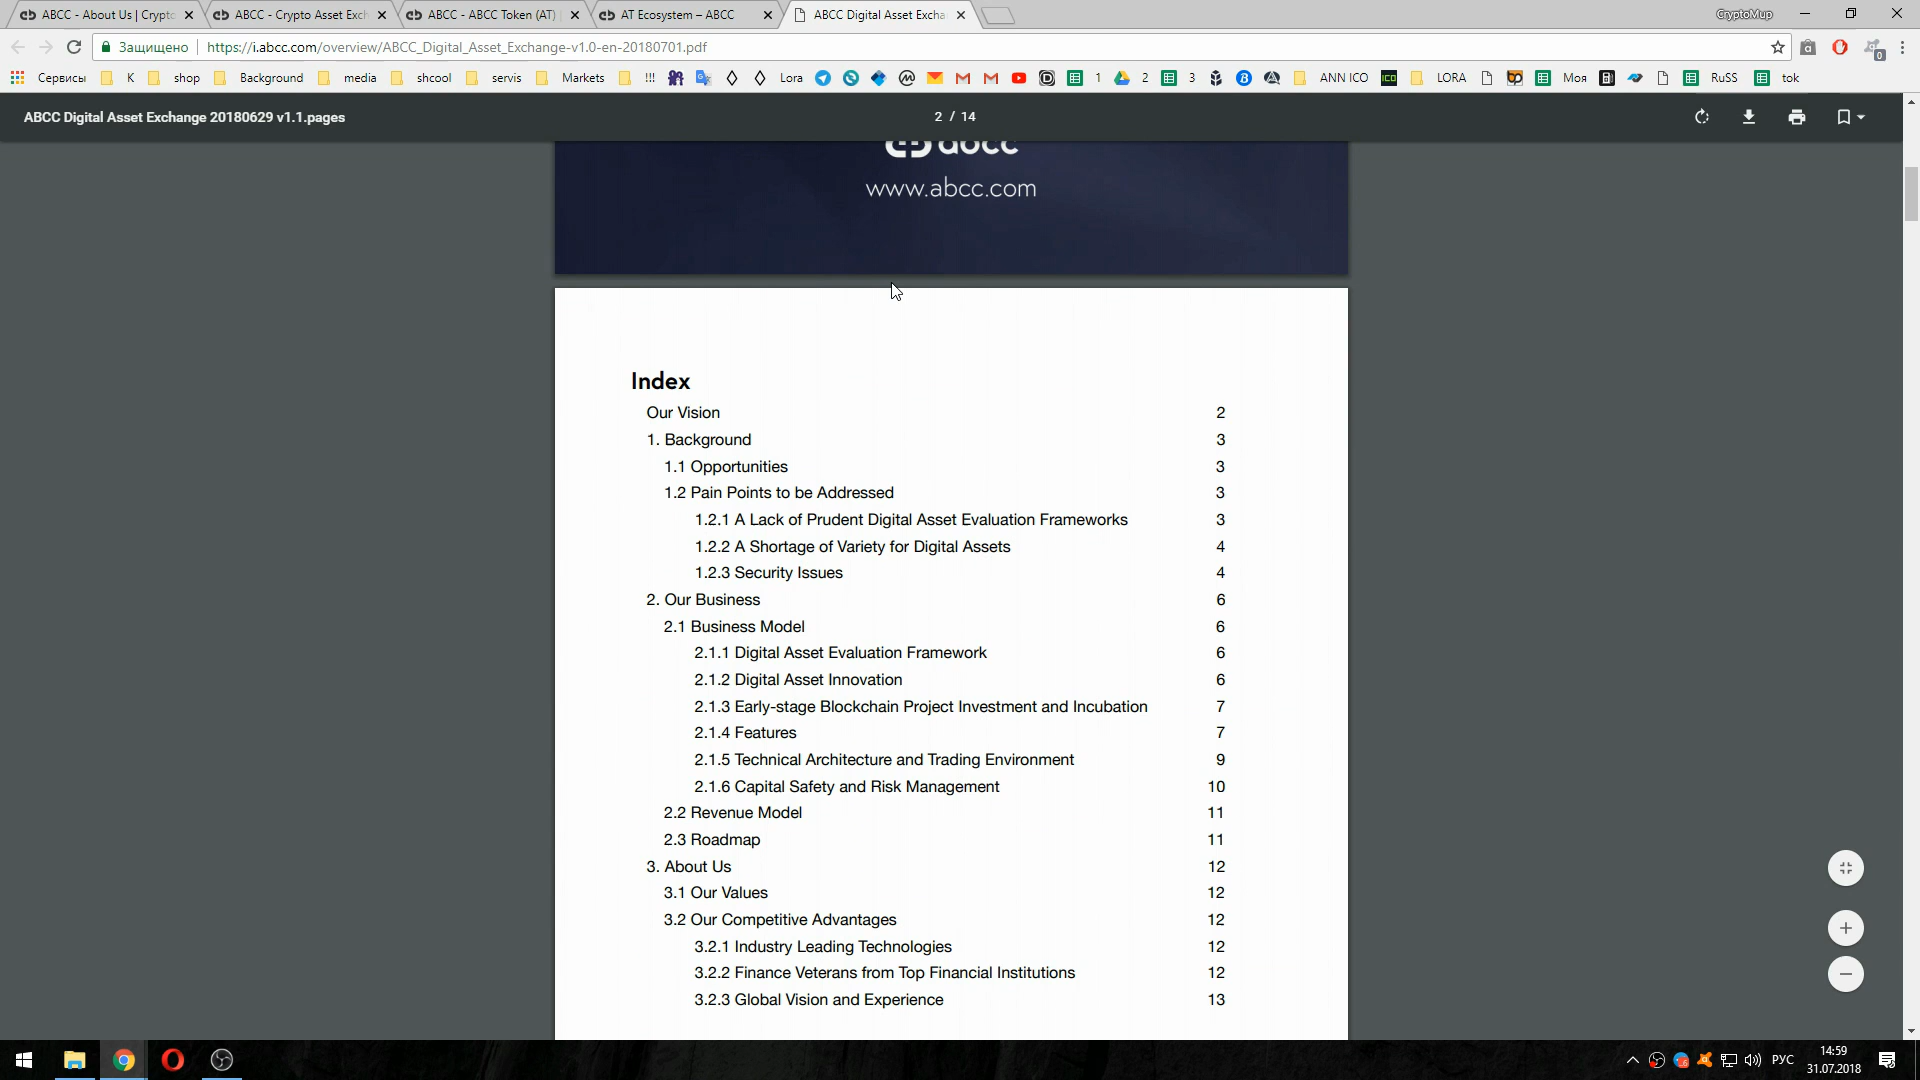 ABCC - About Us | Crypto
ABCC - Crypto Asset Exch
ABCC - ABCC Token (AT)
AT Ecosystem – ABCC
ABCC Digital Asset Excha
CryptoMup
Защищено
https://i.abcc.com/overview/ABCC_Digital_Asset_Exchange-v1.0-en-20180701.pdf
Сервисы K shop Background media shcool servis Markets !!! Lora 1 2 3 ANN ICO LORA Моя RuSS tok
ABCC Digital Asset Exchange 20180629 v1.1.pages
2 / 14
abcc
www.abcc.com
Index
Our Vision 2
1. Background 3
1.1 Opportunities 3
1.2 Pain Points to be Addressed 3
1.2.1 A Lack of Prudent Digital Asset Evaluation Frameworks 3
1.2.2 A Shortage of Variety for Digital Assets 4
1.2.3 Security Issues 4
2. Our Business 6
2.1 Business Model 6
2.1.1 Digital Asset Evaluation Framework 6
2.1.2 Digital Asset Innovation 6
2.1.3 Early-stage Blockchain Project Investment and Incubation 7
2.1.4 Features 7
2.1.5 Technical Architecture and Trading Environment 9
2.1.6 Capital Safety and Risk Management 10
2.2 Revenue Model 11
2.3 Roadmap 11
3. About Us 12
3.1 Our Values 12
3.2 Our Competitive Advantages 12
3.2.1 Industry Leading Technologies 12
3.2.2 Finance Veterans from Top Financial Institutions 12
3.2.3 Global Vision and Experience 13
РУС
14:59
31.07.2018